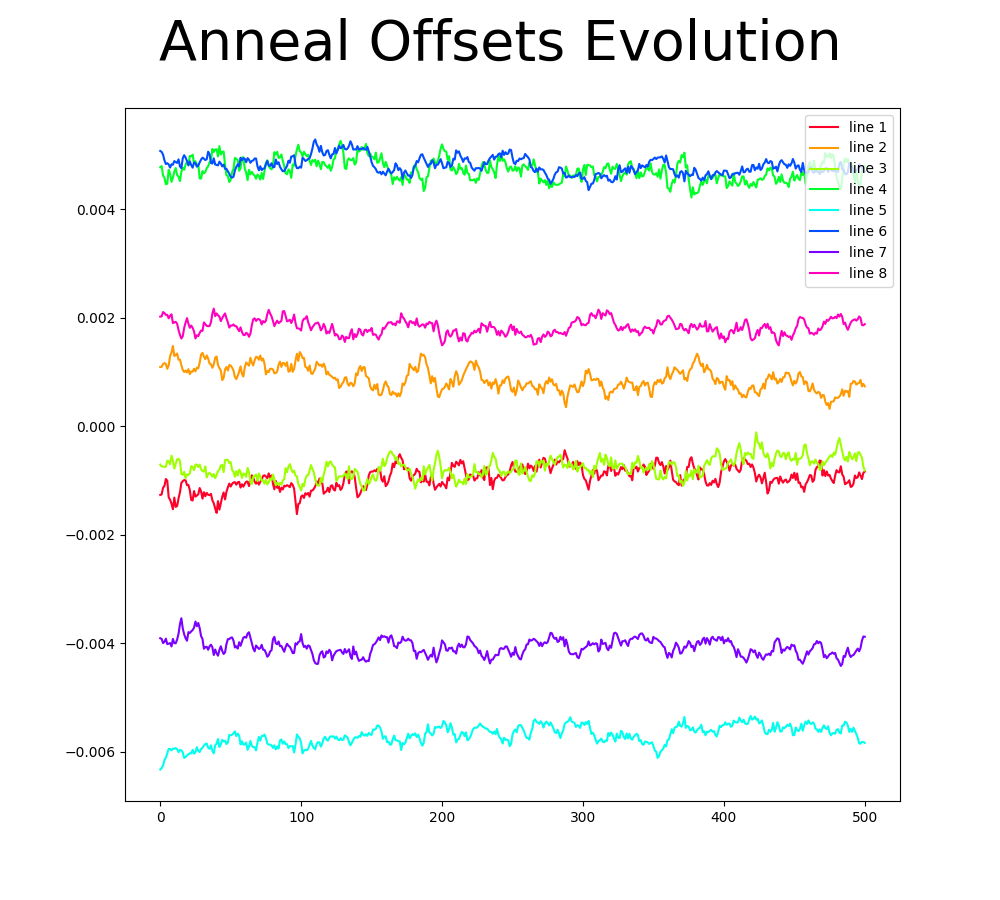 Anneal Offsets Evolution
line 1
line 2
line 3
line 4
line 5
line 6
line 7
line 8
0.004
0.002
0.000
−0.002
−0.004
−0.006
0 100 200 300 400 500